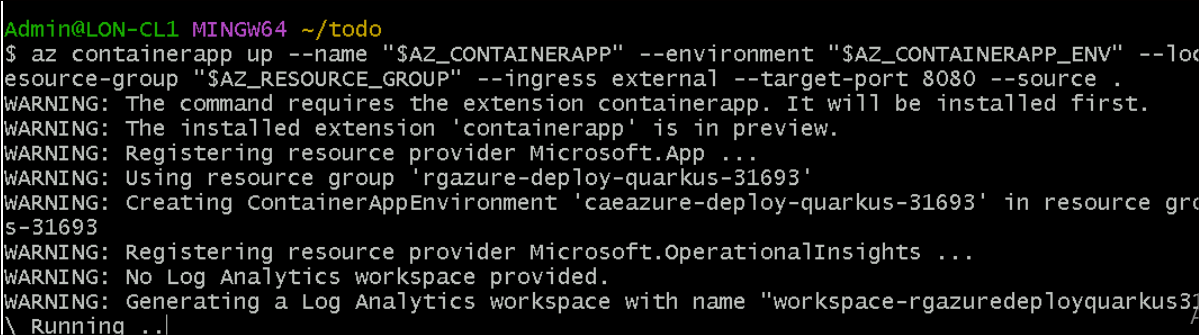 Admin@LON-CL1 MINGW64 ~/todo
$ az containerapp up --name "$AZ_CONTAINERAPP" --environment "$AZ_CONTAINERAPP_ENV" --loc
esource-group "$AZ_RESOURCE_GROUP" --ingress external --target-port 8080 --source .
WARNING: The command requires the extension containerapp. It will be installed first.
WARNING: The installed extension 'containerapp' is in preview.
WARNING: Registering resource provider Microsoft.App ...
WARNING: Using resource group 'rgazure-deploy-quarkus-31693'
WARNING: Creating ContainerAppEnvironment 'caeazure-deploy-quarkus-31693' in resource gro
s-31693
WARNING: Registering resource provider Microsoft.OperationalInsights ...
WARNING: No Log Analytics workspace provided.
WARNING: Generating a Log Analytics workspace with name "workspace-rgazuredeployquarkus31
\ Running ..